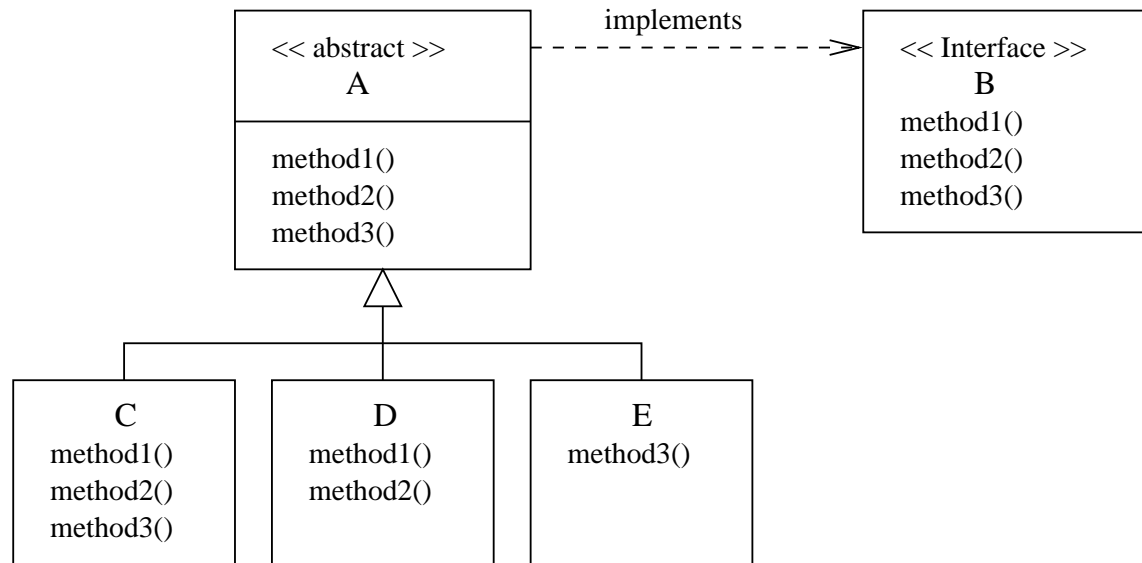 implements
<< abstract >>
A
method1()
method2()
method3()
<< Interface >>
B
method1()
method2()
method3()
C
method1()
method2()
method3()
D
method1()
method2()
E
method3()